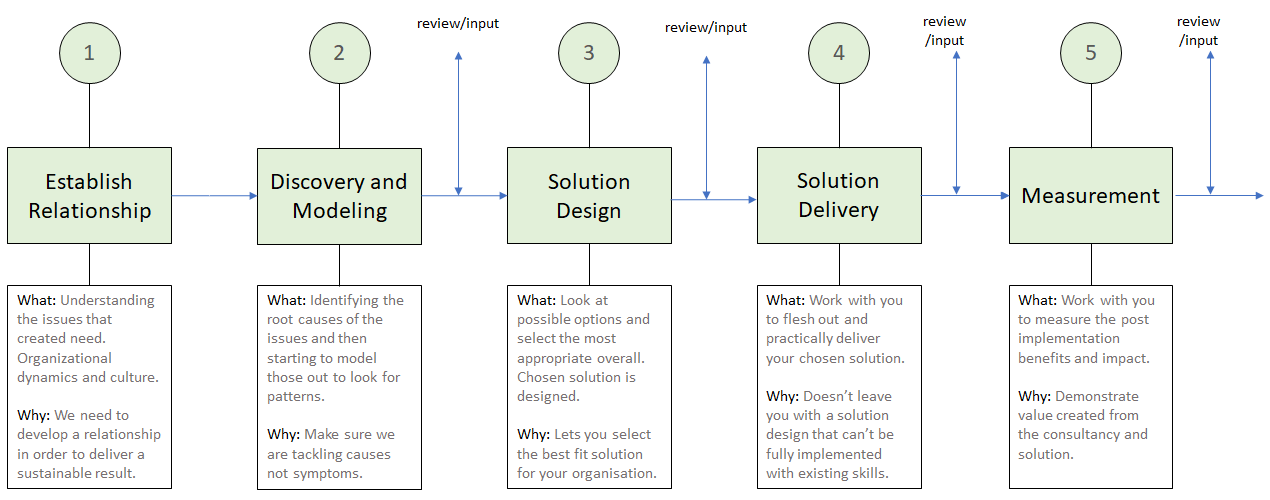 1
2
review/input
3
review/input
4
review
/input
5
review
/input
Establish
Relationship
Discovery and
Modeling
Solution
Design
Solution
Delivery
Measurement
What: Understanding
the issues that
created need.
Organizational
dynamics and culture.
Why: We need to
develop a relationship
in order to deliver a
sustainable result.
What: Identifying the
root causes of the
issues and then
starting to model
those out to look for
patterns.
Why: Make sure we
are tackling causes
not symptoms.
What: Look at
possible options and
select the most
appropriate overall.
Chosen solution is
designed.
Why: Lets you select
the best fit solution
for your organisation.
What: Work with you
to flesh out and
practically deliver
your chosen solution.
Why: Doesn’t leave
you with a solution
design that can’t be
fully implemented
with existing skills.
What: Work with you
to measure the post
implementation
benefits and impact.
Why: Demonstrate
value created from
the consultancy and
solution.